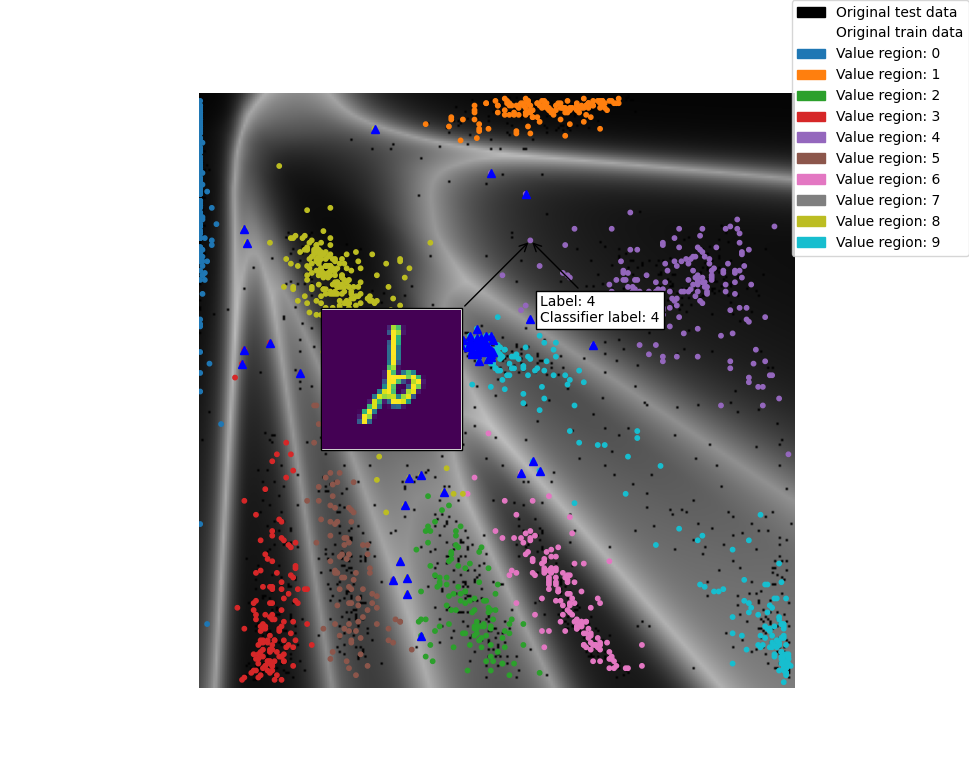 Original test data
Original train data
Value region: 0
Value region: 1
Value region: 2
Value region: 3
Value region: 4
Value region: 5
Value region: 6
Value region: 7
Value region: 8
Value region: 9
Label: 4
Classifier label: 4